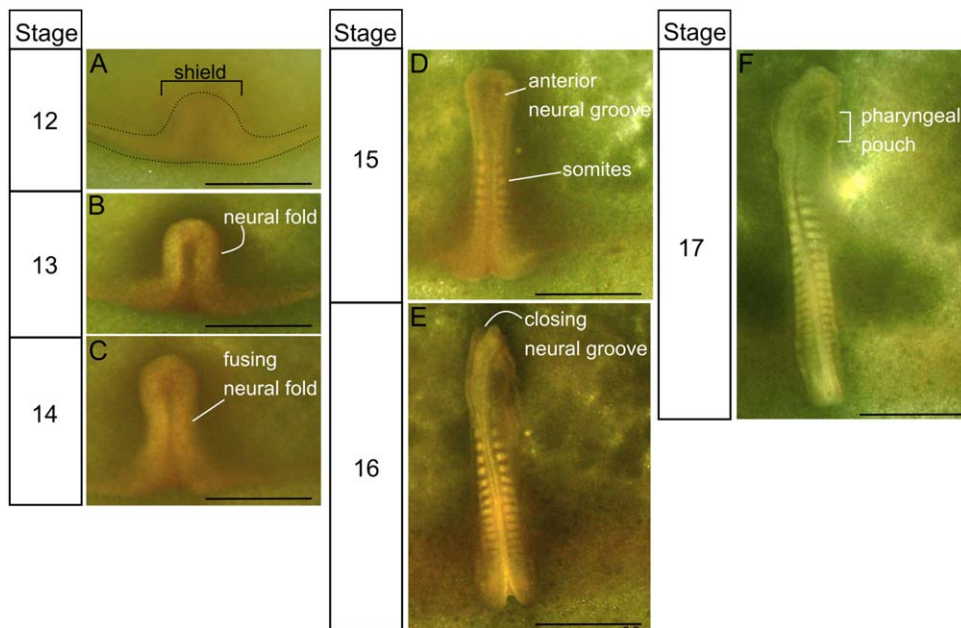 Stage
12
A
shield
13
B
neural fold
14
C
fusing
neural fold
Stage
15
D
anterior
neural groove
somites
16
E
closing
neural groove
Stage
17
F
pharyngeal
pouch